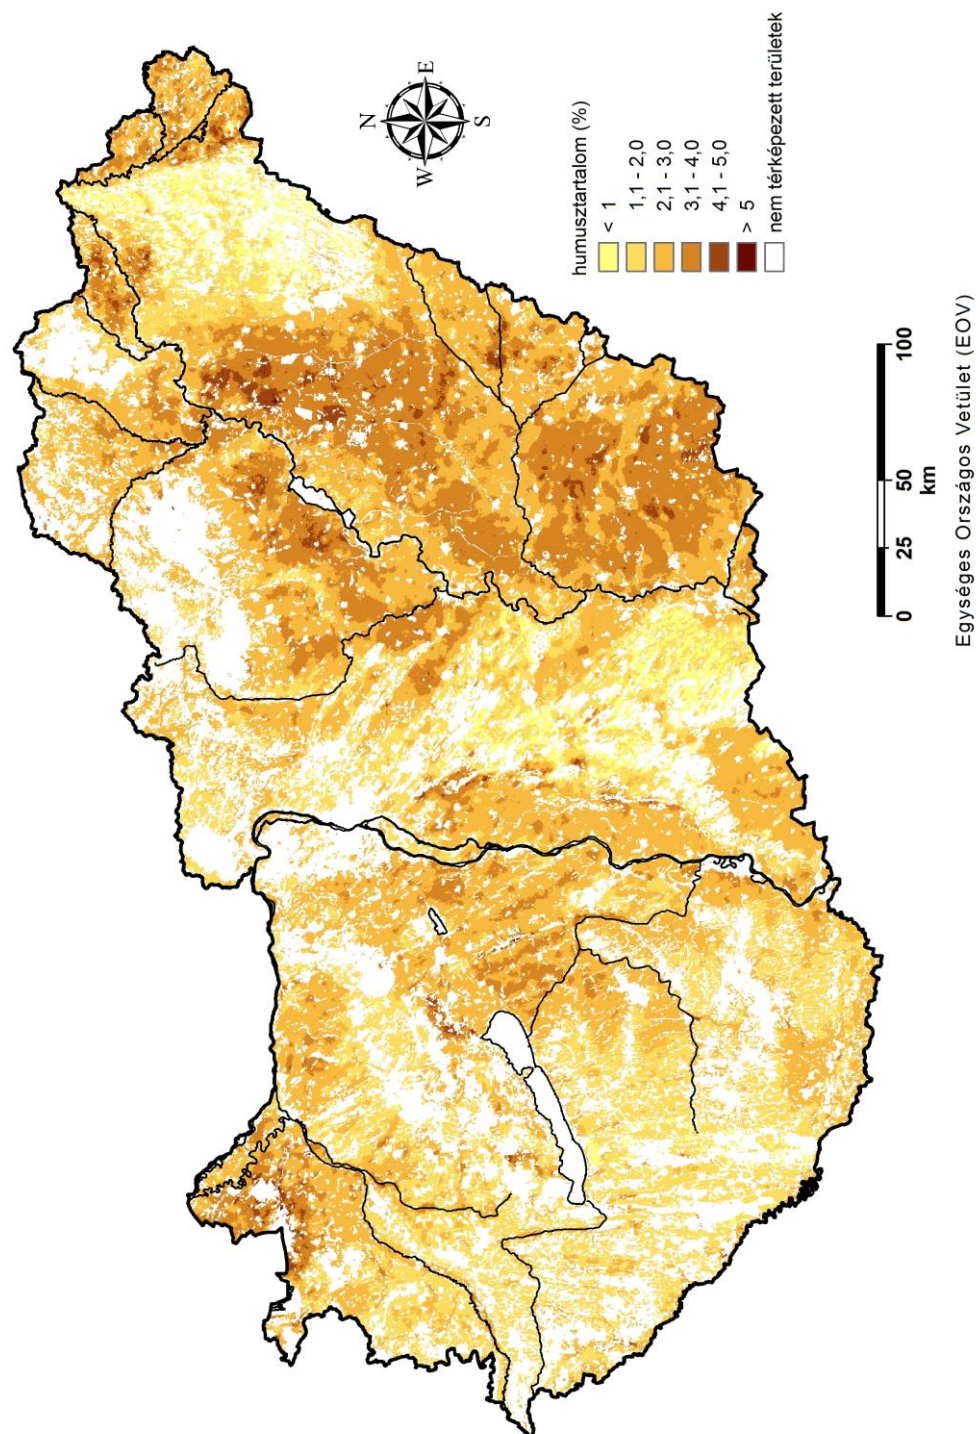 N
W
E
S
humusztartalom (%)
< 1
1,1 - 2,0
2,1 - 3,0
3,1 - 4,0
4,1 - 5,0
> 5
nem térképezett területek
0
25
50
100
km
Egységes Országos Vetület (EOV)